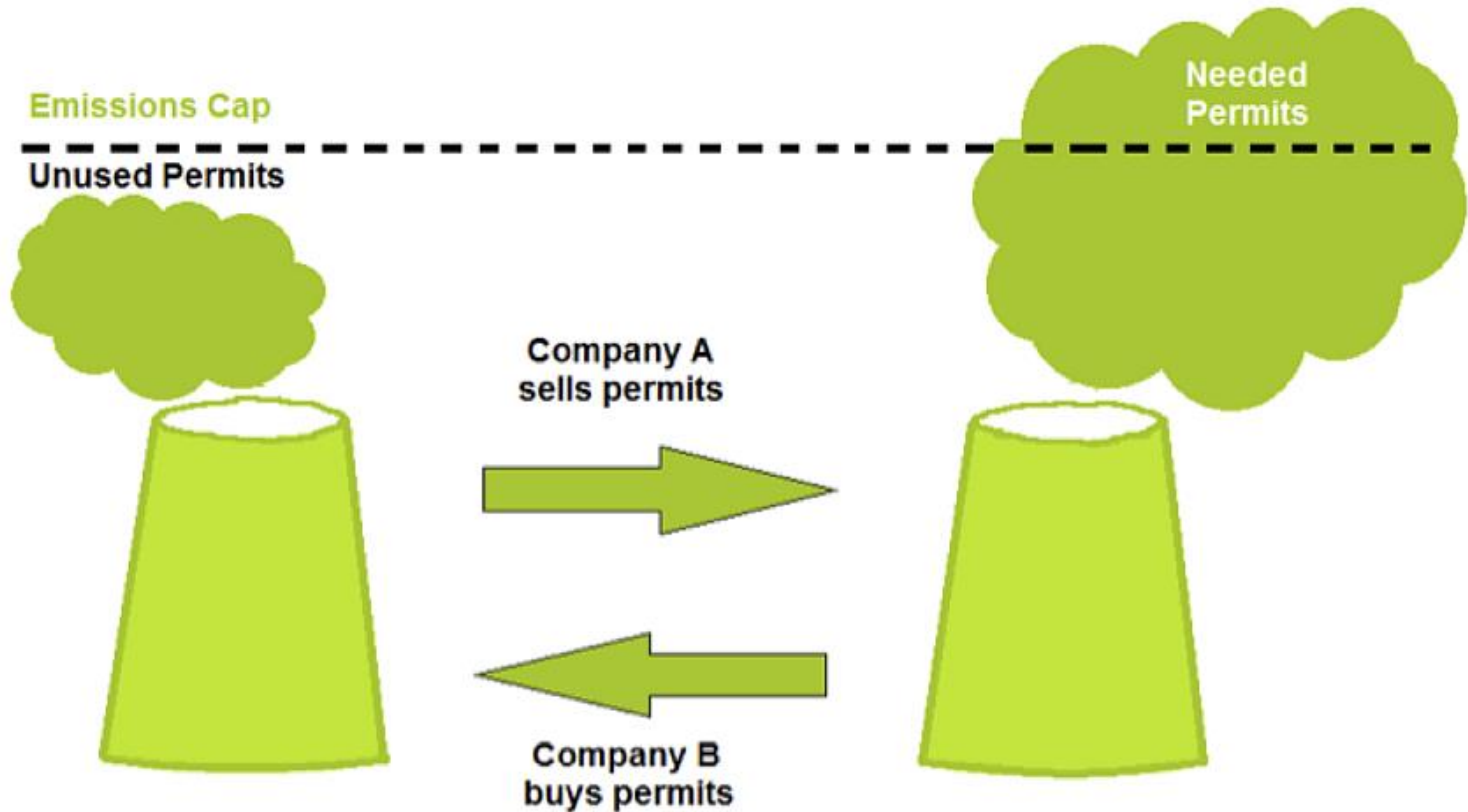 Emissions Cap
Unused Permits
Needed
Permits
Company A
sells permits
Company B
buys permits